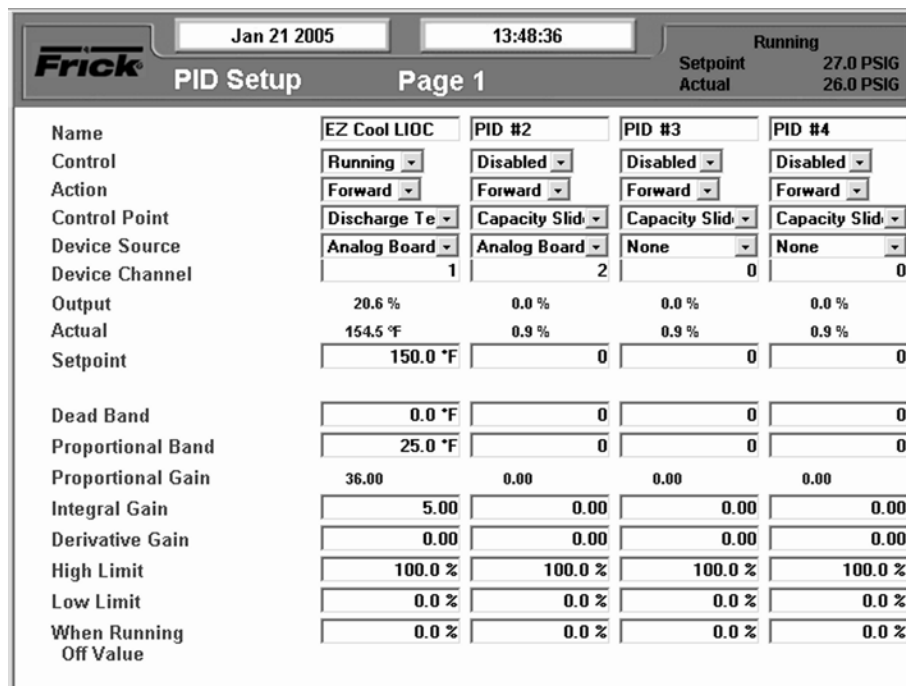 Jan 21 2005 13:48:36
Frick
PID Setup Page 1
Running
Setpoint 27.0 PSIG
Actual 26.0 PSIG
Name EZ Cool LIOC PID #2 PID #3 PID #4
Control Running Disabled Disabled Disabled
Action Forward Forward Forward Forward
Control Point Discharge Te Capacity Slid Capacity Slid Capacity Slid
Device Source Analog Board Analog Board None None
Device Channel 1 2 0 0
Output 20.6 % 0.0 % 0.0 % 0.0 %
Actual 154.5 °F 0.9 % 0.9 % 0.9 %
Setpoint 150.0 °F 0 0 0
Dead Band 0.0 °F 0 0 0
Proportional Band 25.0 °F 0 0 0
Proportional Gain 36.00 0.00 0.00 0.00
Integral Gain 5.00 0.00 0.00 0.00
Derivative Gain 0.00 0.00 0.00 0.00
High Limit 100.0 % 100.0 % 100.0 % 100.0 %
Low Limit 0.0 % 0.0 % 0.0 % 0.0 %
When Running 0.0 % 0.0 % 0.0 % 0.0 %
Off Value